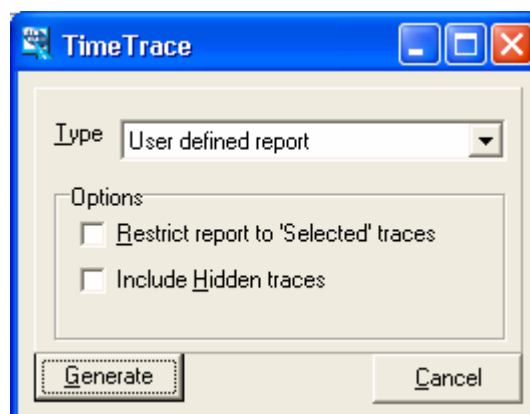 TimeTrace
Type User defined report
Options
Restrict report to 'Selected' traces
Include Hidden traces
Generate Cancel